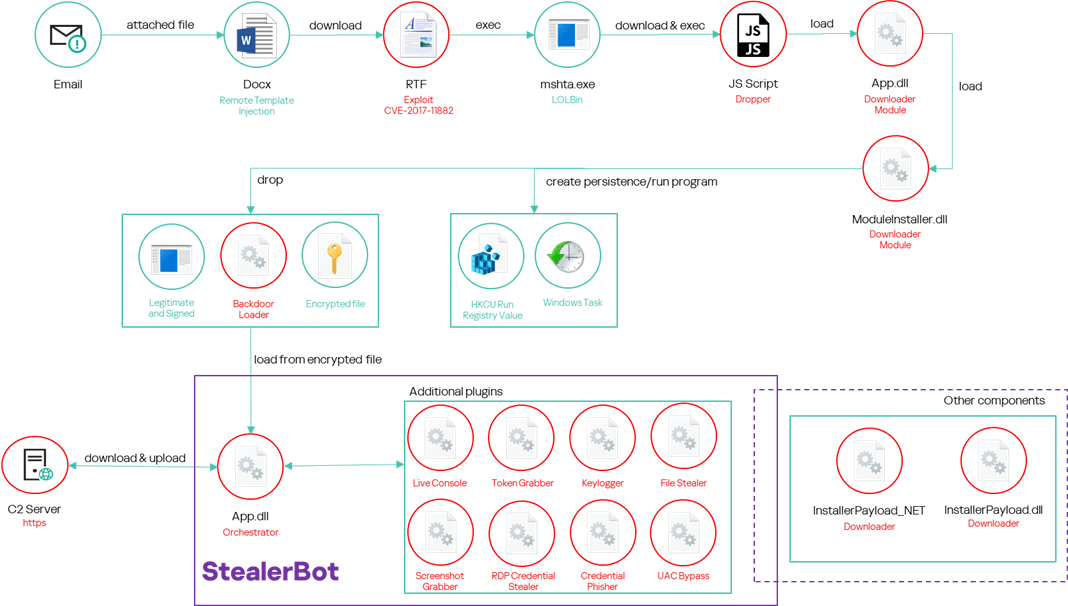 attached file
download
exec
download & exec
load
JS
JS
Email
Docx
Remote Template
Injection
RTF
Exploit
CVE-2017-11882
mshta.exe
LOLBin
JS Script
Dropper
App.dll
Downloader
Module
load
drop
create persistence/run program
ModuleInstaller.dll
Downloader
Module
Legitimate
and Signed
Backdoor
Loader
Encrypted file
HKCU Run
Registry Value
Windows Task
load from encrypted file
Additional plugins
Other components
Live Console
Token Grabber
Keylogger
File Stealer
download & upload
C2 Server
https
App.dll
Orchestrator
InstallerPayload_NET
Downloader
InstallerPayload.dll
Downloader
Screenshot
Grabber
RDP Credential
Stealer
Credential
Phisher
UAC Bypass
StealerBot